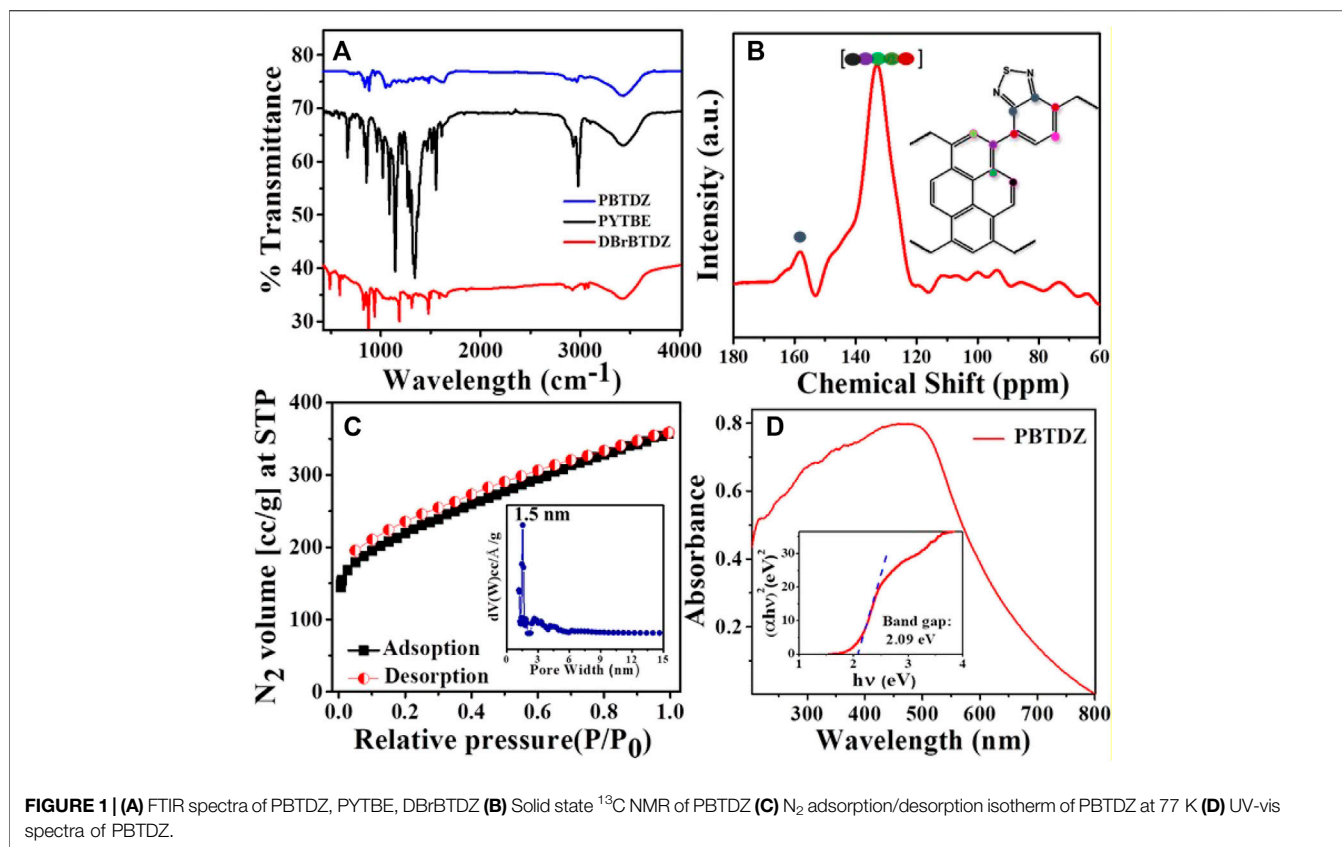 A
80
70
60
50
40
30
% Transmittance
PBTDZ
PYTBE
DBrBTDZ
1000 2000 3000 4000
Wavelength (cm⁻¹)
B
[ ]
S
N N
Intensity (a.u.)
180 160 140 120 100 80 60
Chemical Shift (ppm)
C
400
300
200
100
0
N₂ volume [cc/g] at STP
Adsoption
Desorption
0.0 0.2 0.4 0.6 0.8 1.0
Relative pressure(P/P₀)
1.5 nm
dV(W)cc/Å/g
0 3 6 9 12 15
Pore Width (nm)
D
PBTDZ
0.8
0.6
0.4
0.2
Absorbance
30
20
10
0
(αhν)² (eV)²
Band gap:
2.09 eV
1 2 3 4
hν (eV)
300 400 500 600 700 800
Wavelength (nm)
FIGURE 1 | (A) FTIR spectra of PBTDZ, PYTBE, DBrBTDZ (B) Solid state ¹³C NMR of PBTDZ (C) N₂ adsorption/desorption isotherm of PBTDZ at 77 K (D) UV-vis
spectra of PBTDZ.